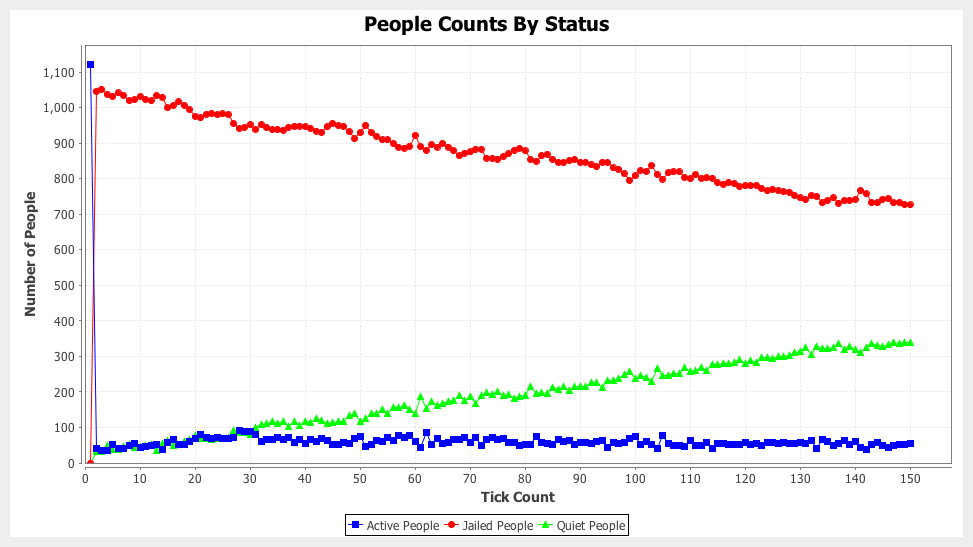 People Counts By Status
Number of People
1,100
1,000
900
800
700
600
500
400
300
200
100
0
0 10 20 30 40 50 60 70 80 90 100 110 120 130 140 150
Tick Count
Active People Jailed People Quiet People